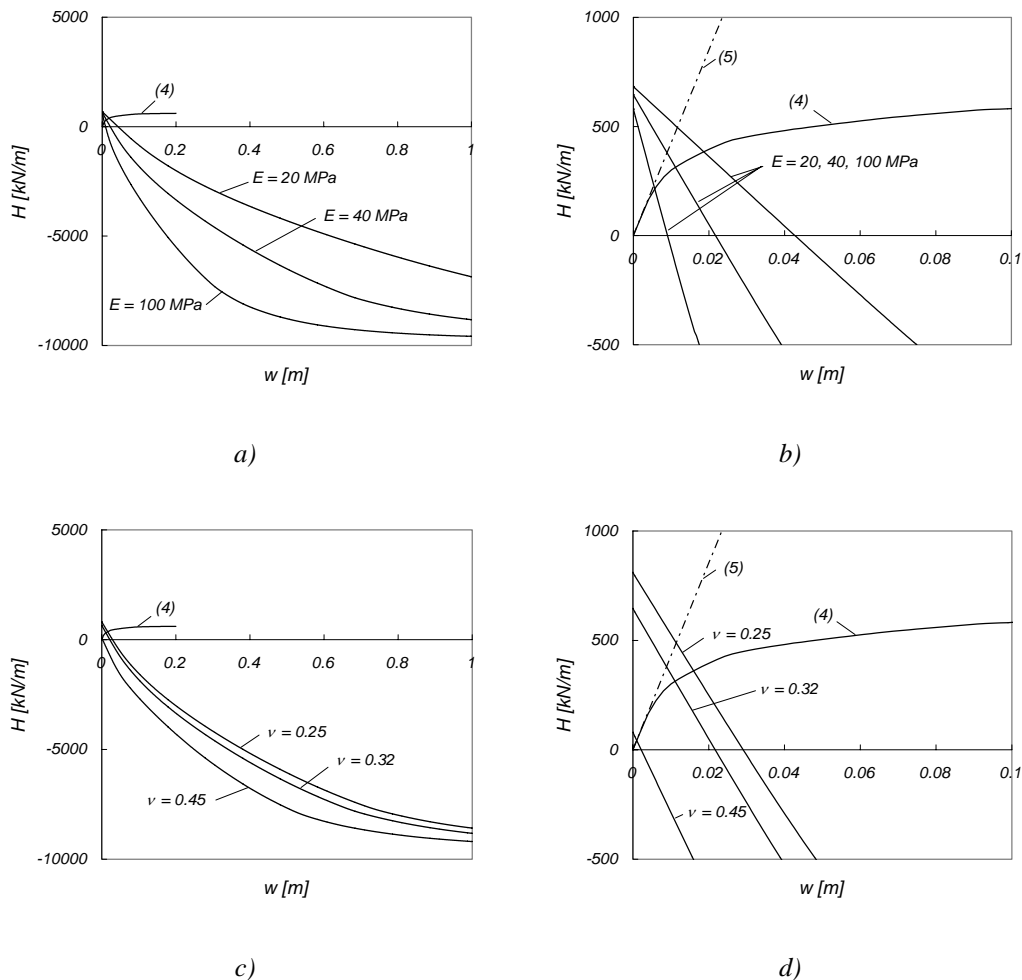 5000
(4)
0
0
0.2
0.4
0.6
0.8
1
H [kN/m]
E = 20 MPa
E = 40 MPa
-5000
E = 100 MPa
-10000
w [m]
a)
1000
(5)
(4)
500
E = 20, 40, 100 MPa
H [kN/m]
0
0
0.02
0.04
0.06
0.08
0.1
-500
w [m]
b)
5000
(4)
0
0
0.2
0.4
0.6
0.8
1
H [kN/m]
ν = 0.25
-5000
ν = 0.32
ν = 0.45
-10000
w [m]
c)
1000
(5)
(4)
500
ν = 0.25
H [kN/m]
ν = 0.32
0
0
0.02
0.04
0.06
0.08
0.1
ν = 0.45
-500
w [m]
d)